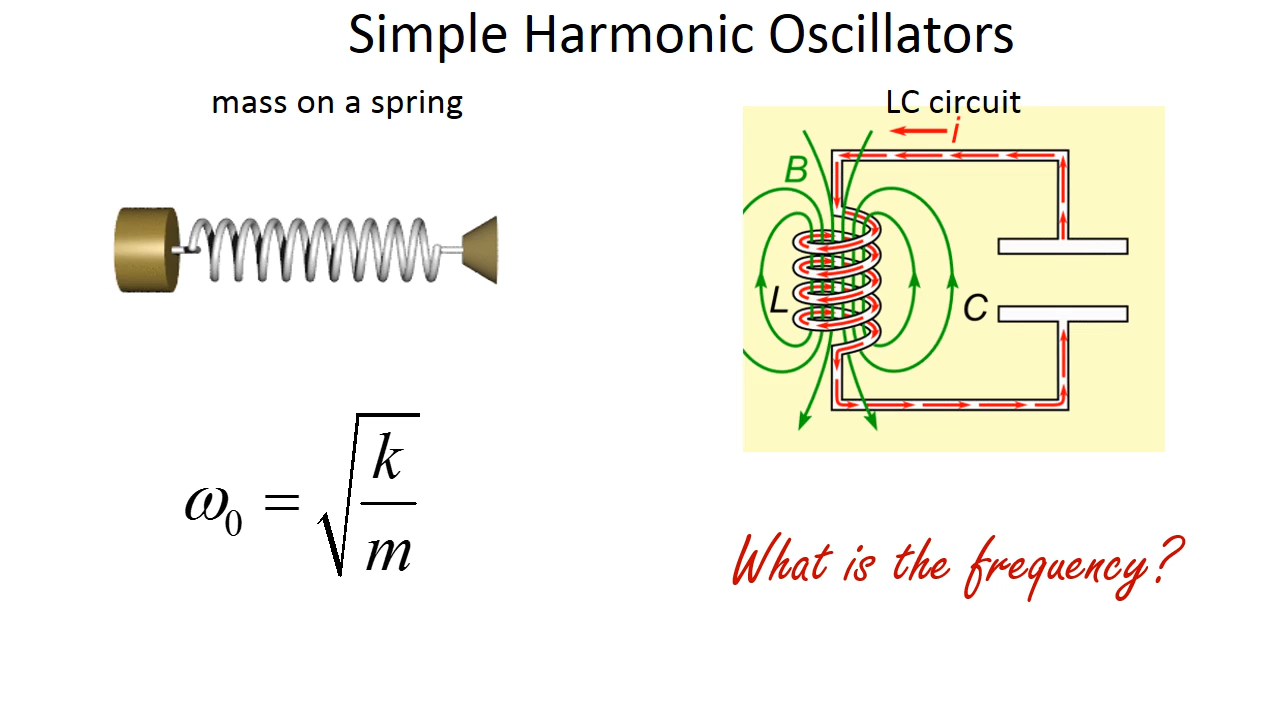 Simple Harmonic Oscillators
mass on a spring
LC circuit
i
B
L
C
ω₀ = √(k/m)
What is the frequency?